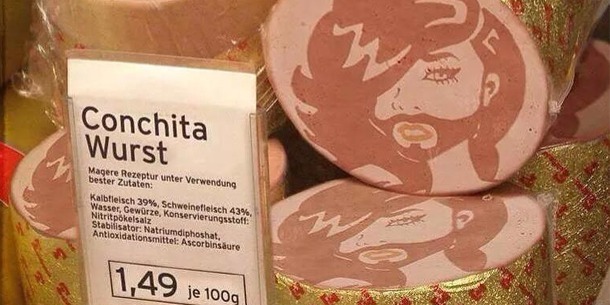 Conchita
Wurst
Magere Rezeptur unter Verwendung
bester Zutaten:
Kalbfleisch 39%, Schweinefleisch 43%,
Wasser, Gewürze, Konservierungsstoff:
Nitritpökelsalz
Stabilisator: Natriumdiphoshat,
Antioxidationsmittel: Ascorbinsäure
1,49 je 100g